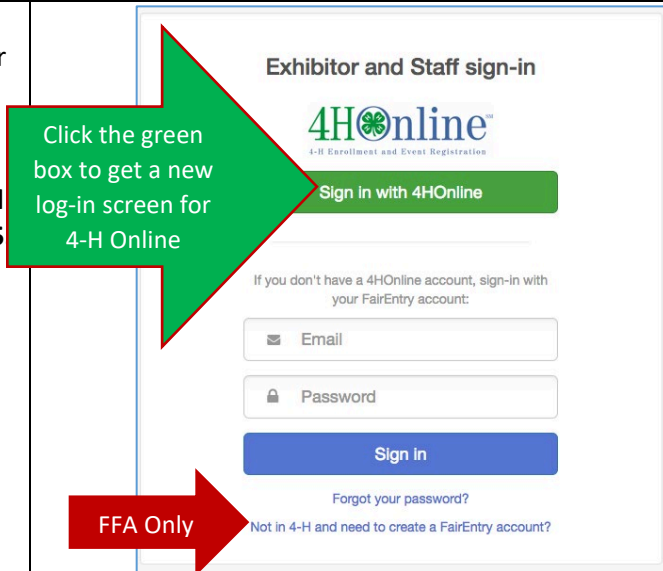 r
Exhibitor and Staff sign-in
4HOnline
4-H Enrollment and Event Registration
Click the green
box to get a new
log-in screen for
4-H Online
Sign in with 4HOnline
If you don't have a 4HOnline account, sign-in with
your FairEntry account:
Email
Password
Sign in
Forgot your password?
FFA Only
Not in 4-H and need to create a FairEntry account?